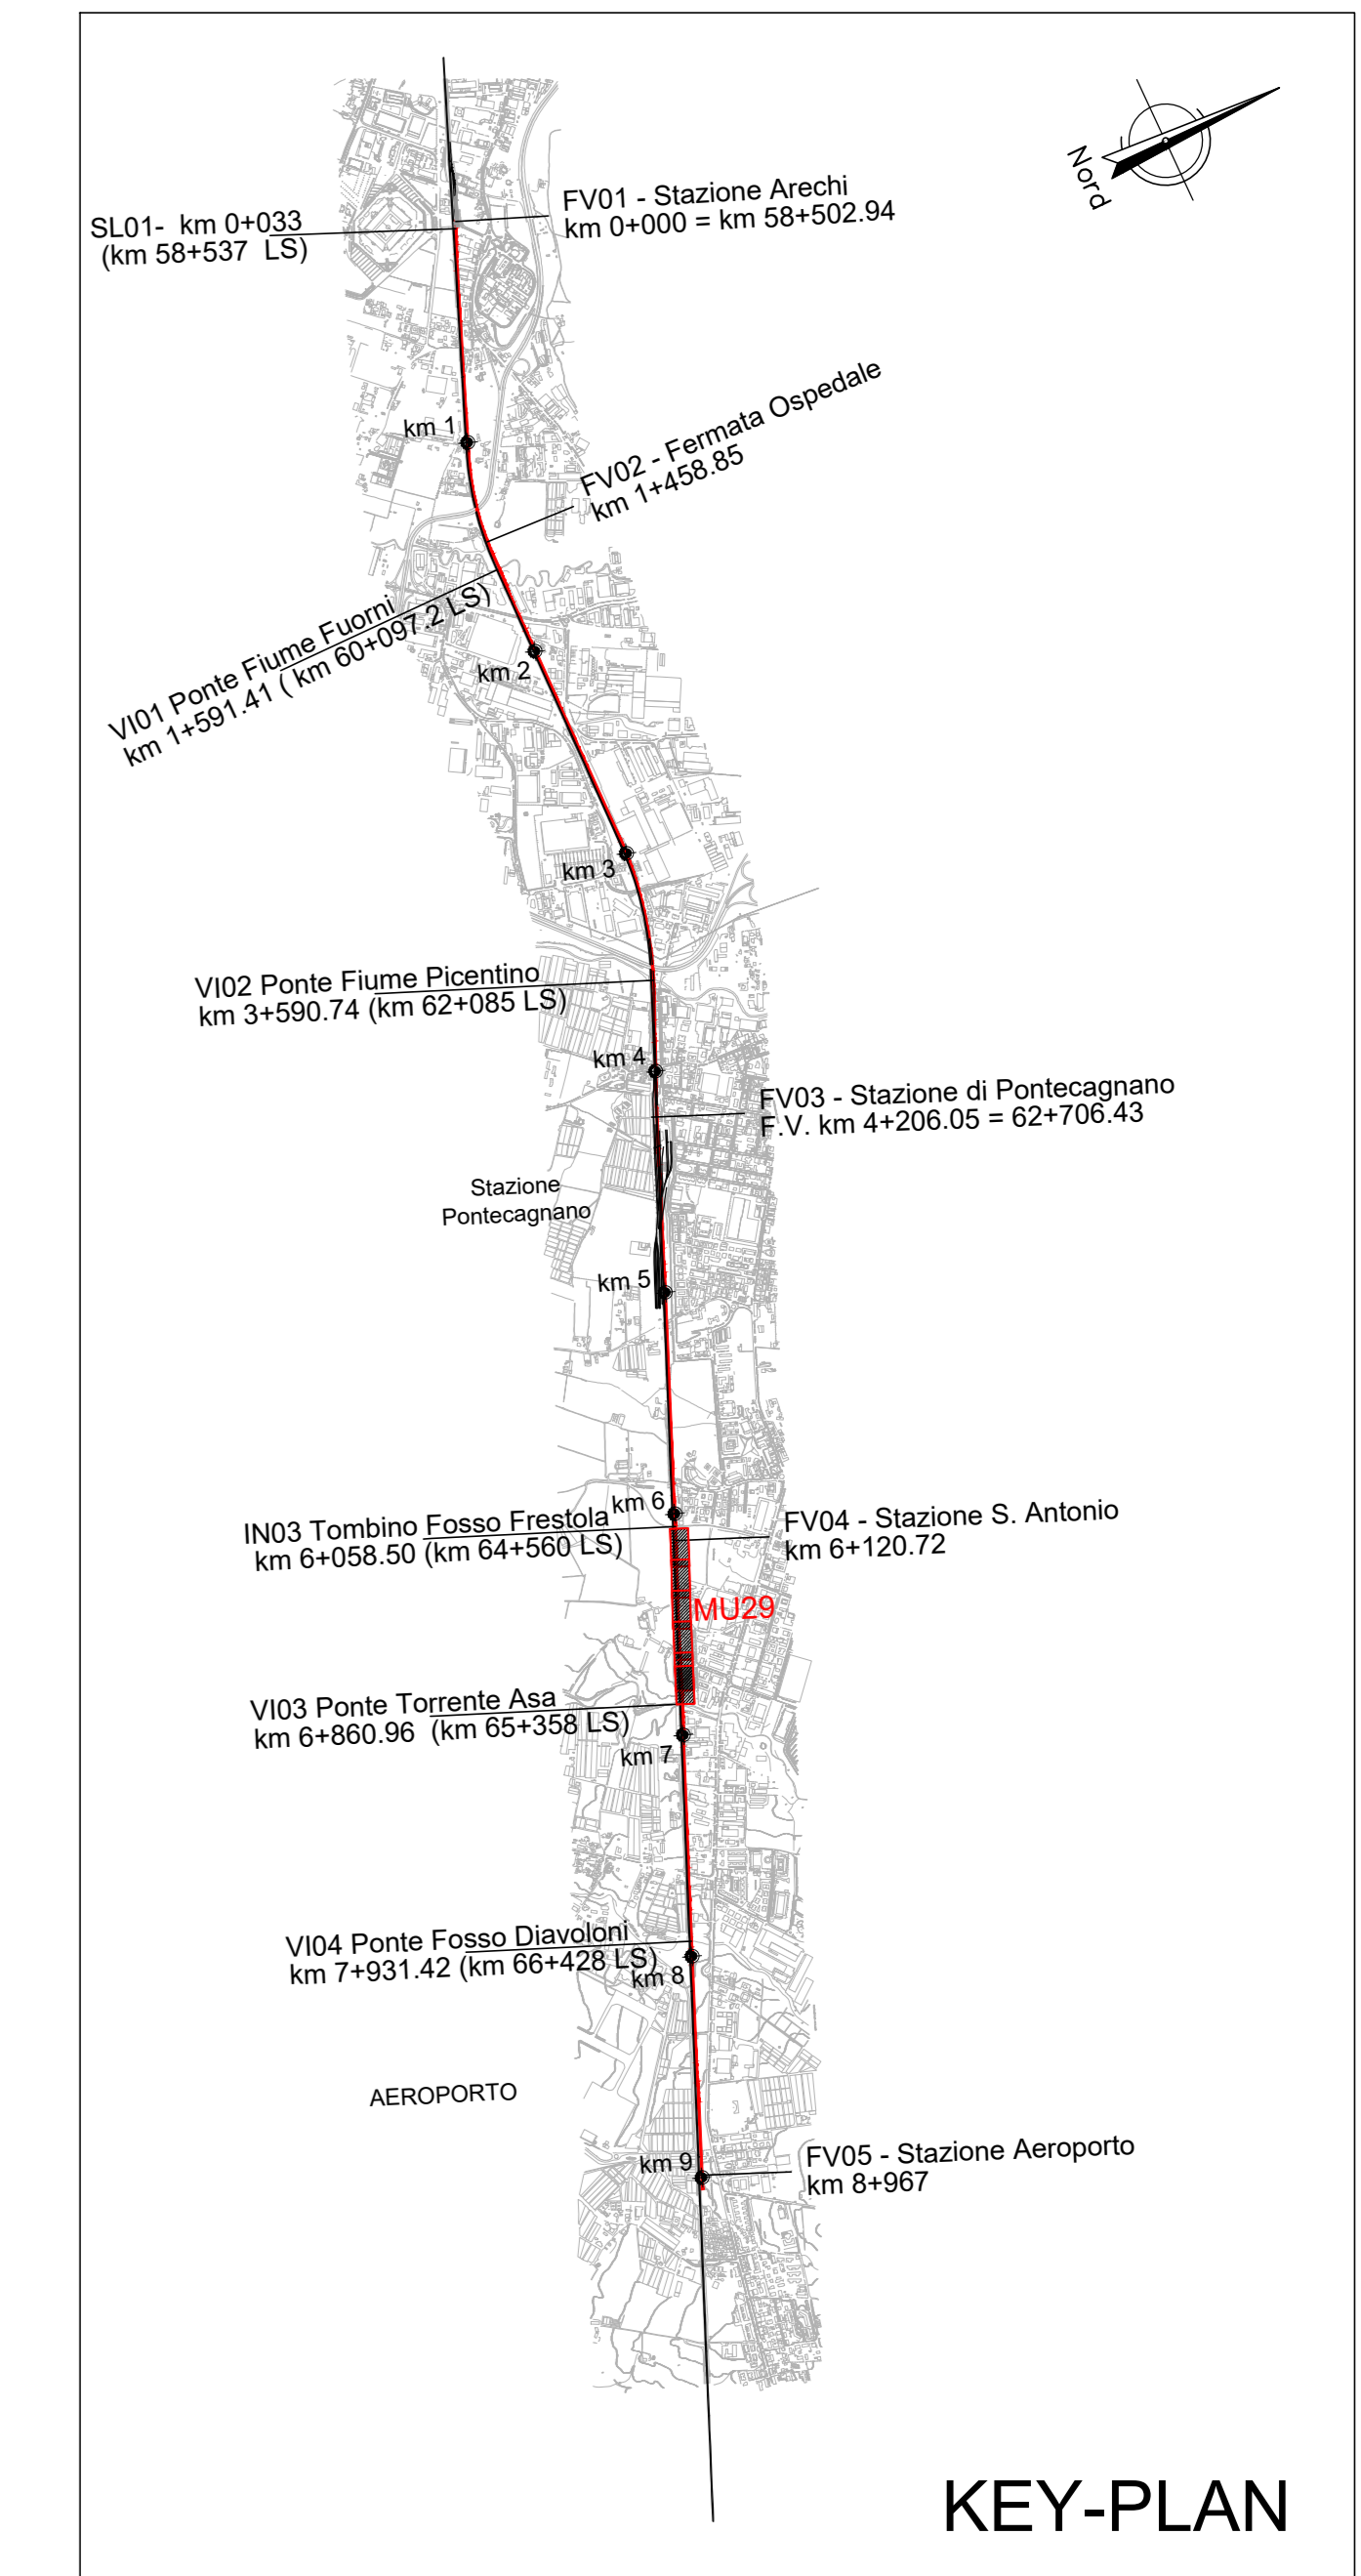 Nord
SL01- km 0+033
(km 58+537 LS)
FV01 - Stazione Arechi
km 0+000 = km 58+502.94
km 1
FV02 - Fermata Ospedale
km 1+458.85
VI01 Ponte Fiume Fuorni
km 1+591.41 ( km 60+097.2 LS)
km 2
km 3
VI02 Ponte Fiume Picentino
km 3+590.74 (km 62+085 LS)
km 4
FV03 - Stazione di Pontecagnano
F.V. km 4+206.05 = 62+706.43
Stazione
Pontecagnano
km 5
km 6
IN03 Tombino Fosso Frestola
km 6+058.50 (km 64+560 LS)
FV04 - Stazione S. Antonio
km 6+120.72
MU29
VI03 Ponte Torrente Asa
km 6+860.96 (km 65+358 LS)
km 7
VI04 Ponte Fosso Diavoloni
km 7+931.42 (km 66+428 LS)
km 8
AEROPORTO
km 9
FV05 - Stazione Aeroporto
km 8+967
KEY-PLAN